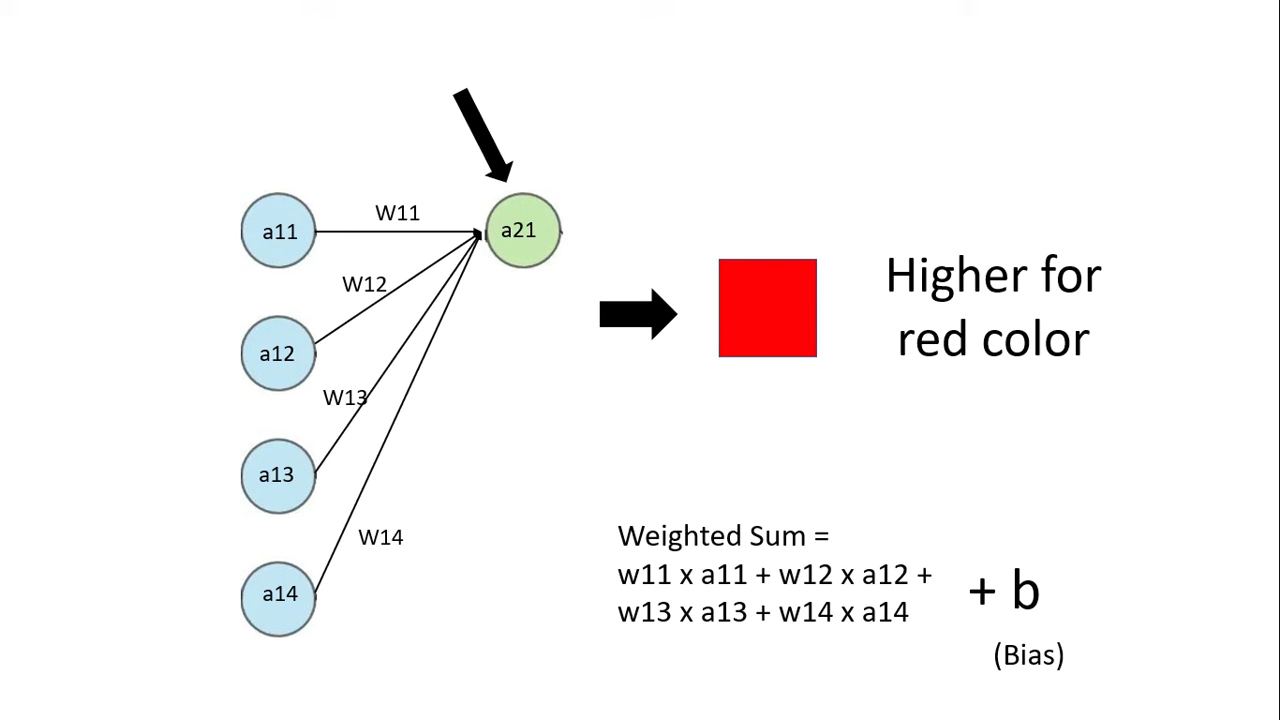 a11
W11
a21
W12
a12
W13
a13
W14
a14
Higher for
red color
Weighted Sum =
w11 x a11 + w12 x a12 +
w13 x a13 + w14 x a14
+ b
(Bias)